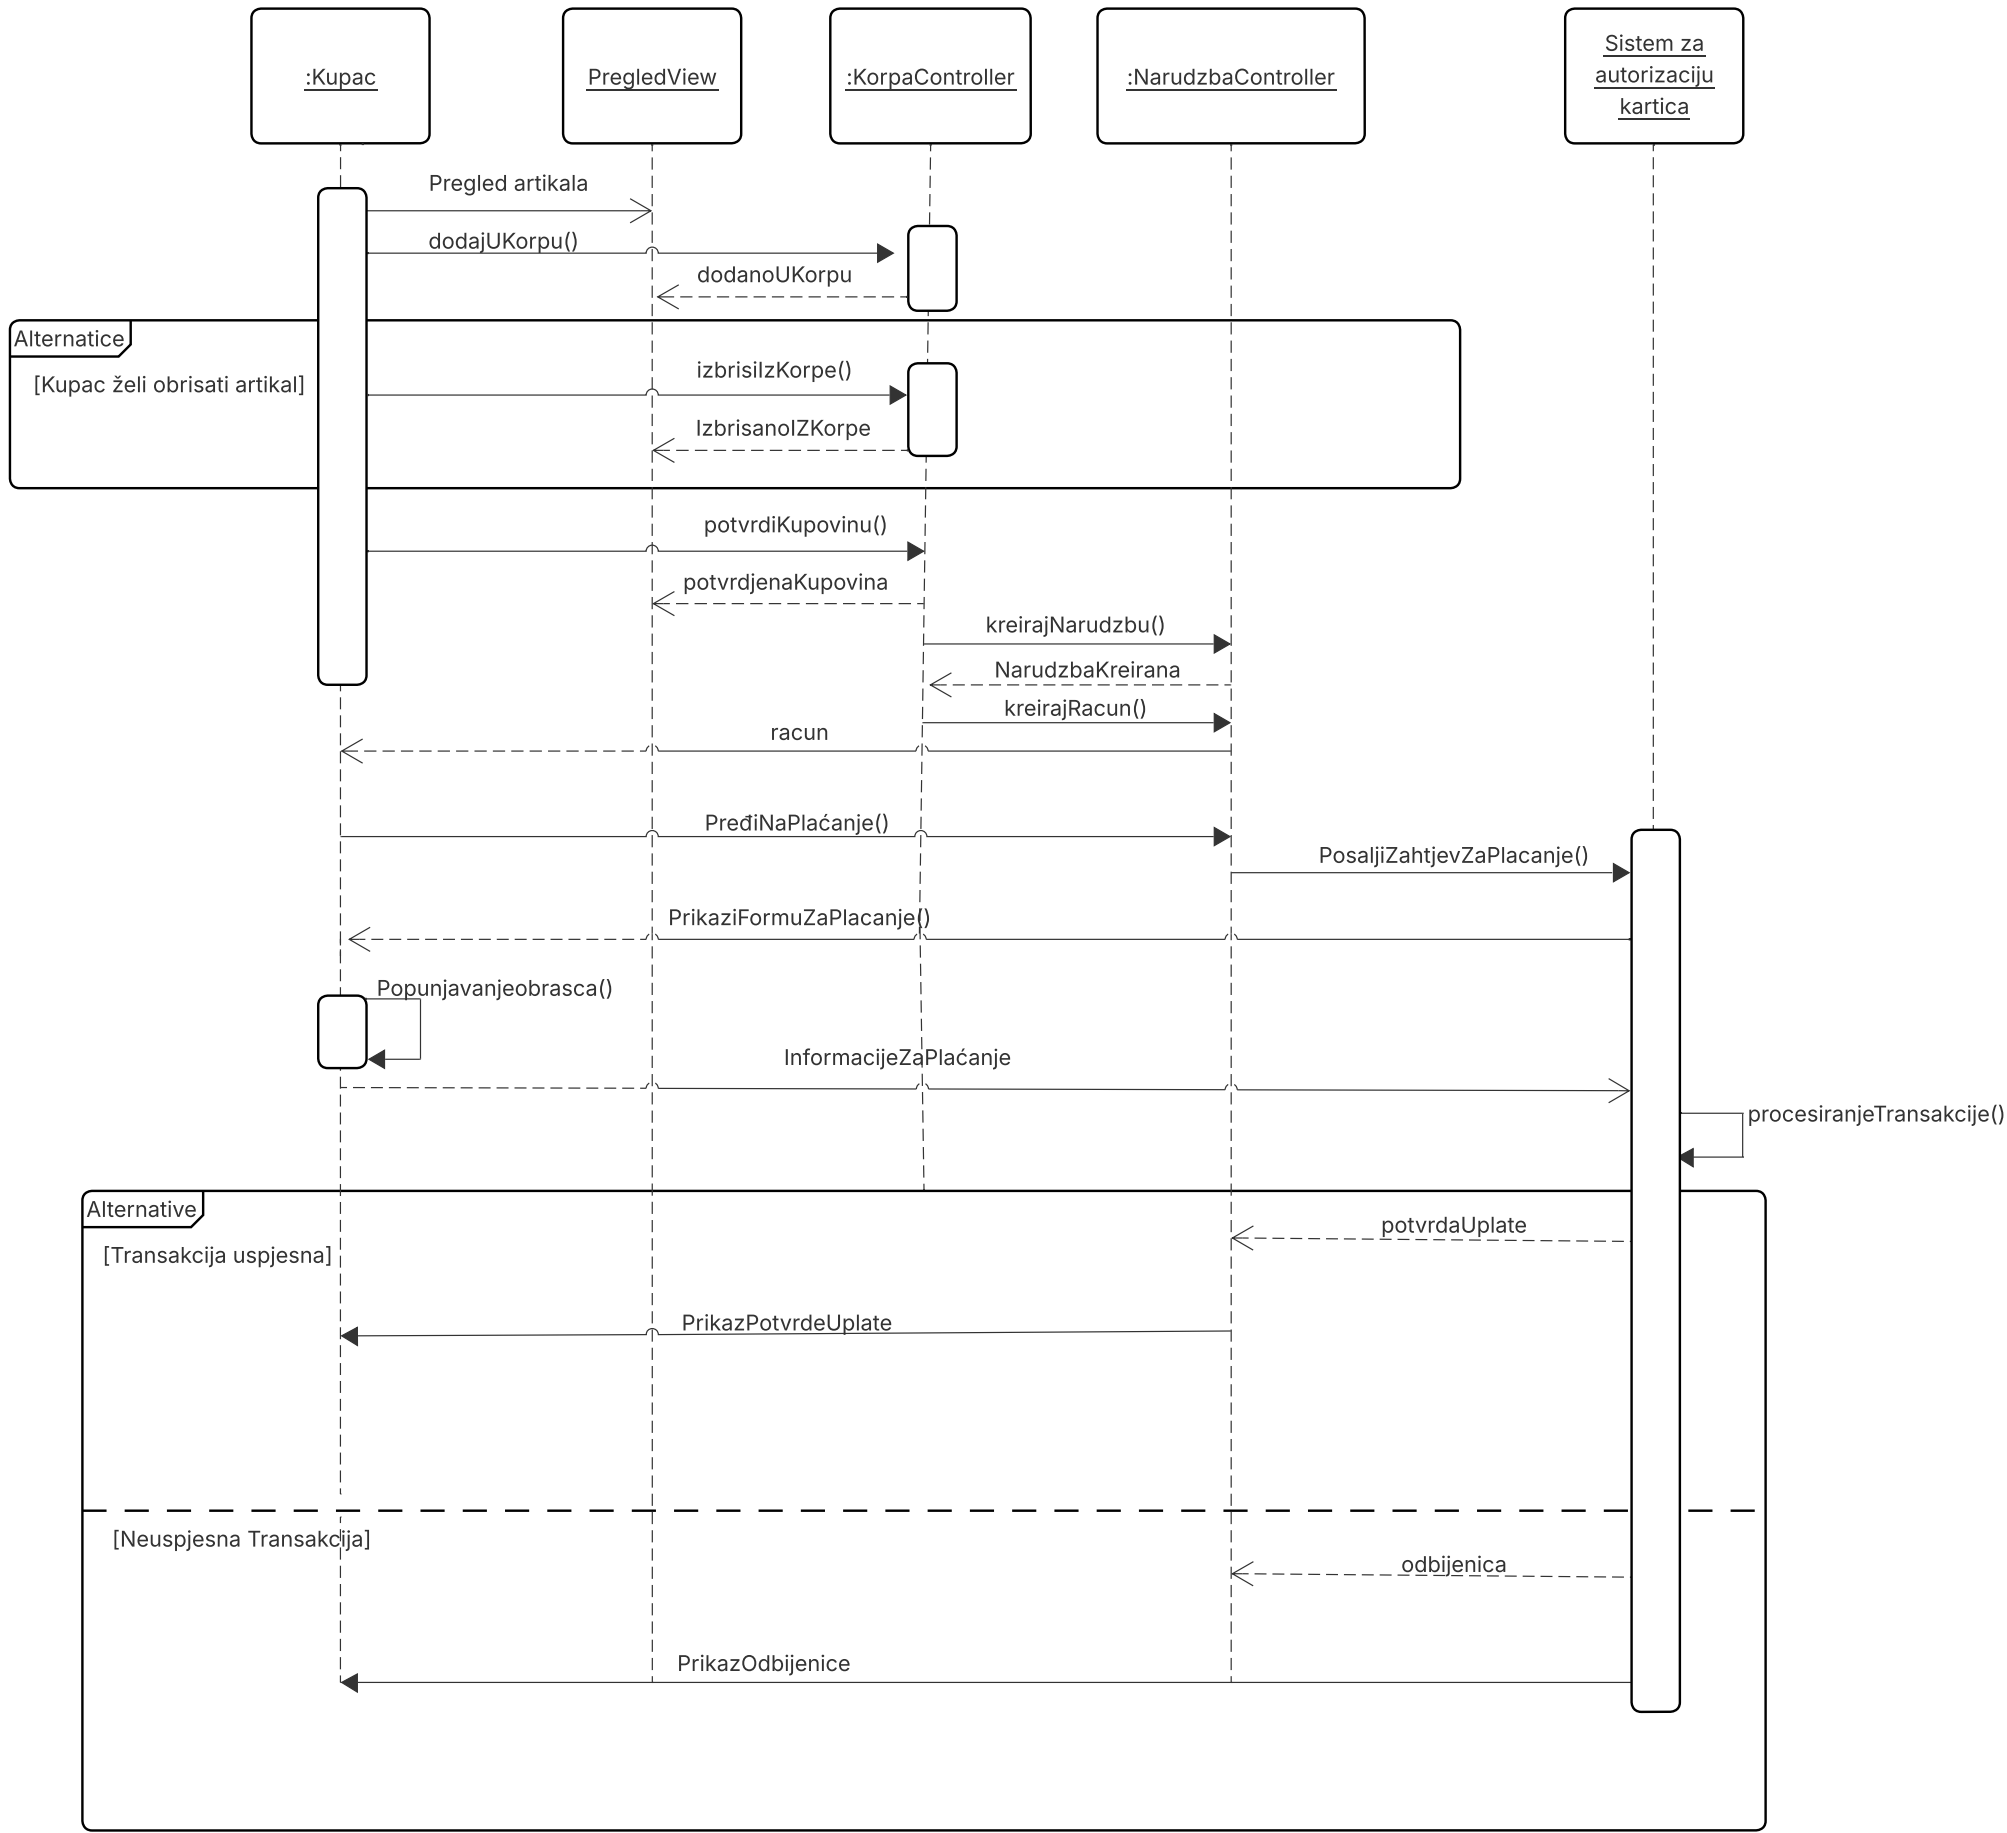 :Kupac
PregledView
:KorpaController
:NarudzbaController
Sistem za
autorizaciju
kartica
Pregled artikala
dodajUKorpu()
dodanoUKorpu
Alternatice
izbrisiIzKorpe()
[Kupac želi obrisati artikal]
IzbrisanoIZKorpe
potvrdiKupovinu()
potvrdjenaKupovina
kreirajNarudzbu()
NarudzbaKreirana
kreirajRacun()
racun
PređiNaPlaćanje()
PosaljiZahtjevZaPlacanje()
PrikaziFormuZaPlacanje()
Popunjavanjeobrasca()
InformacijeZaPlaćanje
procesiranjeTransakcije()
Alternative
potvrdaUplate
[Transakcija uspjesna]
PrikazPotvrdeUplate
[Neuspjesna Transakcija]
odbijenica
PrikazOdbijenice